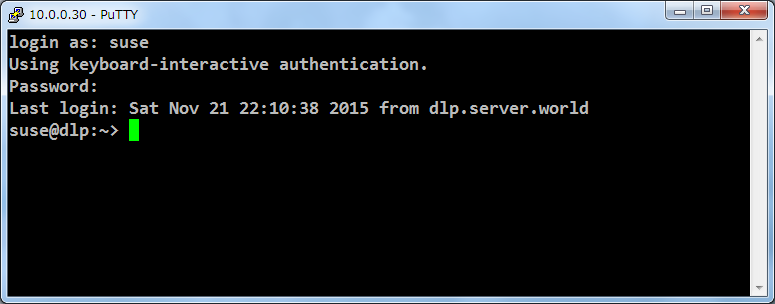 10.0.0.30 - PuTTY
login as: suse
Using keyboard-interactive authentication.
Password:
Last login: Sat Nov 21 22:10:38 2015 from dlp.server.world
suse@dlp:~>